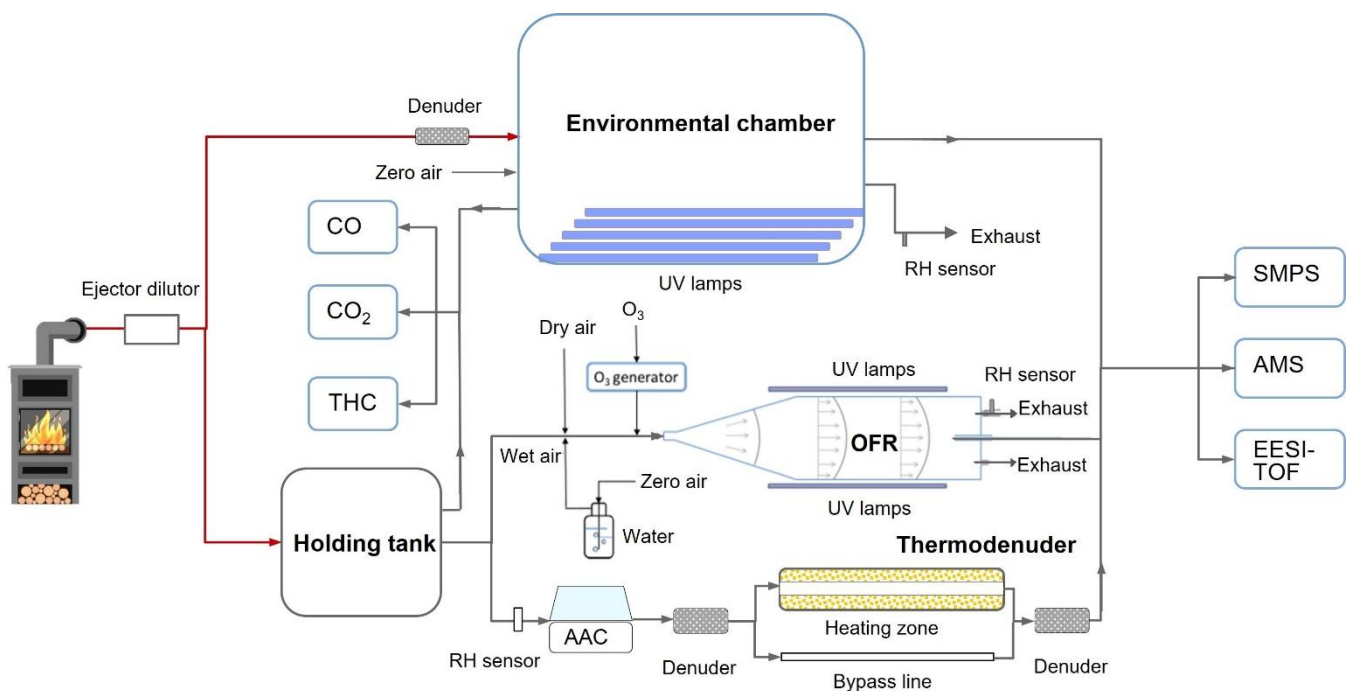 Denuder
Environmental chamber
Zero air
CO
Exhaust
RH sensor
UV lamps
Ejector dilutor
CO₂
SMPS
O₃
Dry air
O₃ generator
UV lamps
RH sensor
AMS
THC
Exhaust
OFR
Wet air
Exhaust
EESI-
TOF
Zero air
UV lamps
Water
Holding tank
Thermodenuder
AAC
Heating zone
RH sensor
Denuder
Bypass line
Denuder